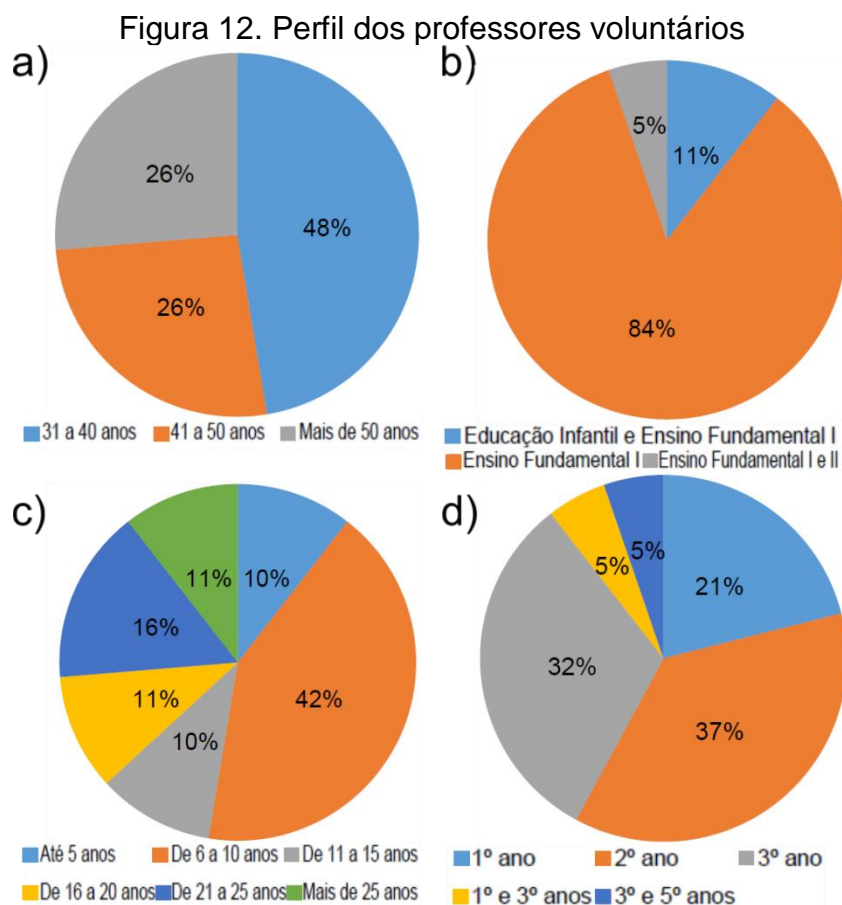 Figura 12. Perfil dos professores voluntários
a)
26%
48%
26%
31 a 40 anos 41 a 50 anos Mais de 50 anos
b)
5%
11%
84%
Educação Infantil e Ensino Fundamental I
Ensino Fundamental I Ensino Fundamental I e II
c)
11%
10%
16%
42%
11%
10%
Até 5 anos De 6 a 10 anos De 11 a 15 anos
De 16 a 20 anos De 21 a 25 anos Mais de 25 anos
d)
5%
5%
21%
32%
37%
1º ano 2º ano 3º ano
1º e 3º anos 3º e 5º anos